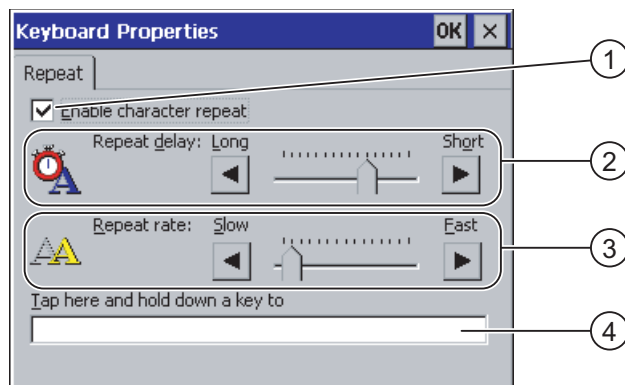 Keyboard Properties OK ×
Repeat
1
Enable character repeat
Repeat delay: Long Short
2
A
Repeat rate: Slow Fast
3
AA
Tap here and hold down a key to
4